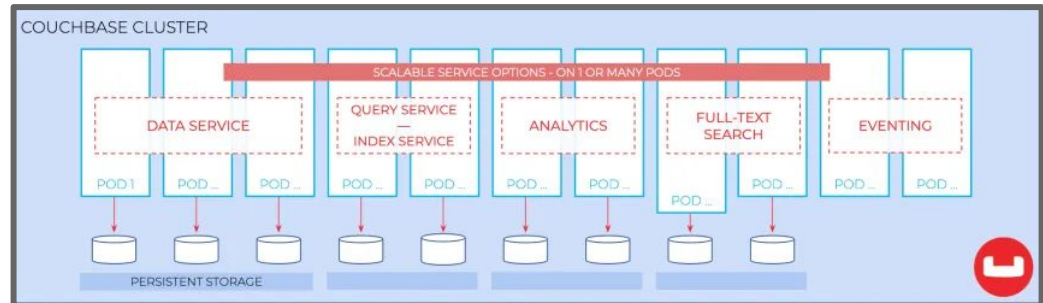 COUCHBASE CLUSTER
SCALABLE SERVICE OPTIONS - ON 1 OR MANY PODS
DATA SERVICE
QUERY SERVICE
—
INDEX SERVICE
ANALYTICS
FULL-TEXT
SEARCH
EVENTING
POD 1
POD ...
POD ...
POD ...
POD ...
POD ...
POD ...
POD ...
POD ...
POD ...
POD ...
PERSISTENT STORAGE